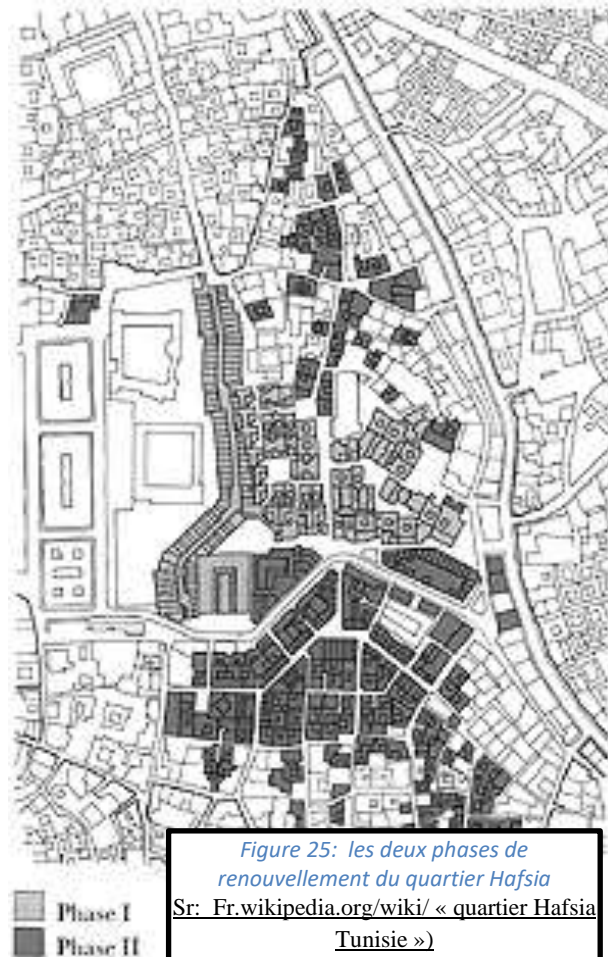 Phase I
Phase II
Figure 25:  les deux phases de
renouvellement du quartier Hafsia
Sr:  Fr.wikipedia.org/wiki/ « quartier Hafsia
Tunisie »)